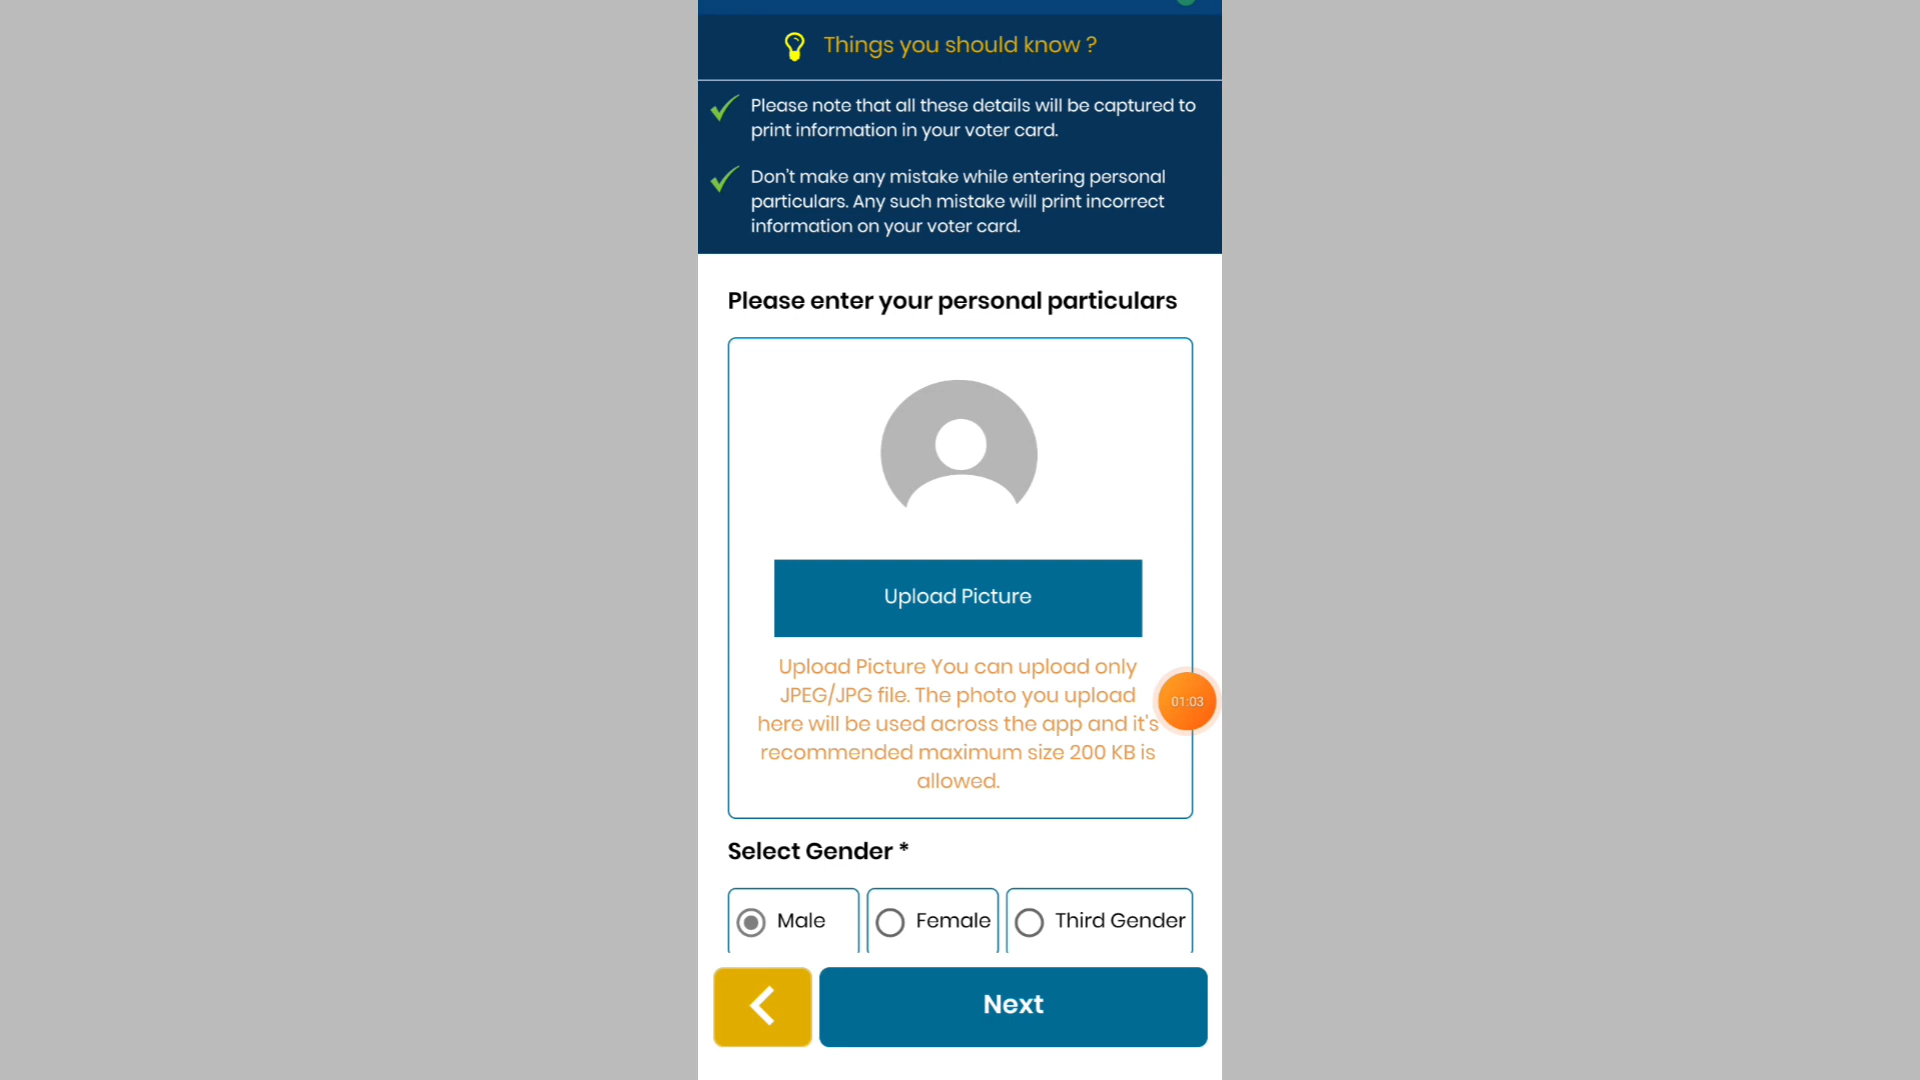 Things you should know ?
Please note that all these details will be captured to
print information in your voter card.
Don't make any mistake while entering personal
particulars. Any such mistake will print incorrect
information on your voter card.
Please enter your personal particulars
Upload Picture
Upload Picture You can upload only
JPEG/JPG file. The photo you upload
here will be used across the app and it's
recommended maximum size 200 KB is
allowed.
01:03
Select Gender *
Male Female Third Gender
Next